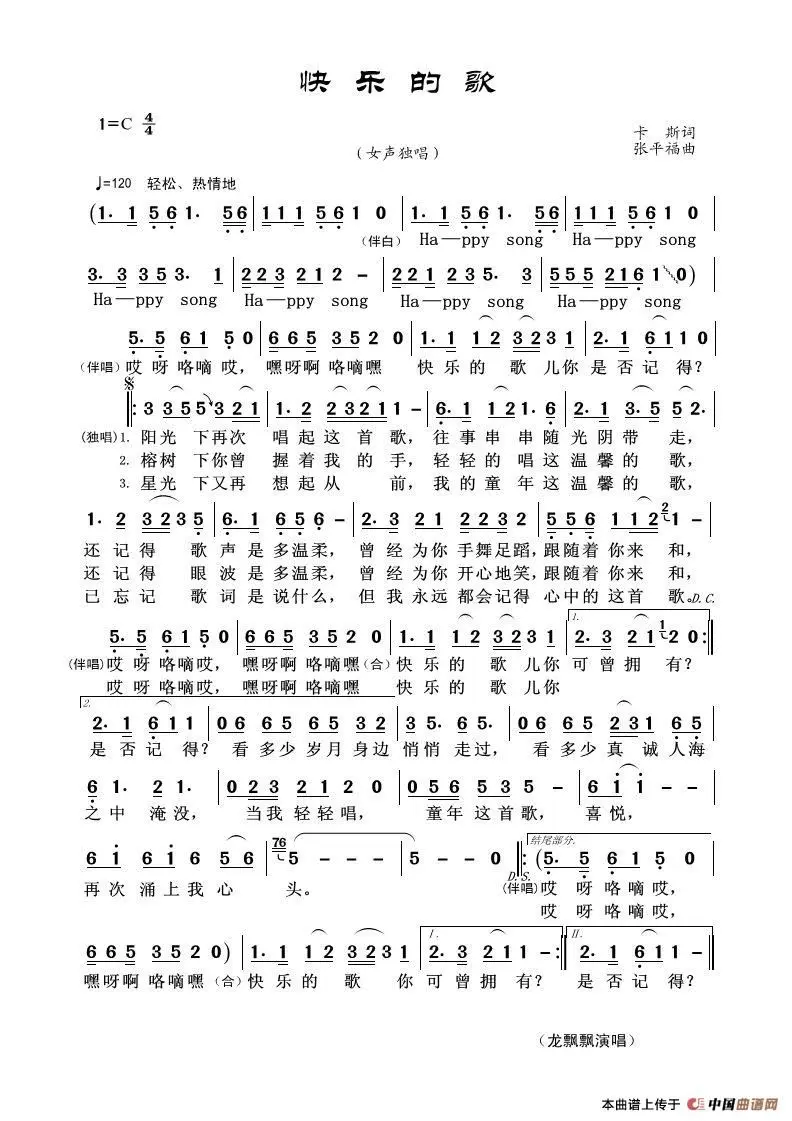 快乐的歌
1=C 4/4
卡 斯词
(女声独唱)
张平福曲
♩=120 轻松、热情地
(1· 1 5 6 1· 5 6 | 1 1 1 5 6 1 0 | 1· 1 5 6 1· 5 6 | 1 1 1 5 6 1 0
(伴白) Ha—ppy song Ha—ppy song
3· 3 3 5 3· 1 | 2 2 3 2 1 2 – | 2 2 1 2 3 5· 3 | 5 5 5 2 1 6 1 0)
Ha—ppy song Ha—ppy song Ha—ppy song Ha—ppy song
5· 5 6 1 5 0 | 6 6 5 3 5 2 0 | 1· 1 1 2 3 2 3 1 | 2· 1 6 1 1 0
(伴唱) 哎 呀 咯嘀 哎, 嘿呀啊 咯嘀嘿 快 乐 的 歌 儿你 是 否 记 得?
𝄋
‖: 3 3 5 5 3 2 1 | 1· 2 2 3 2 1 1 – | 6· 1 1 2 1· 6 | 2· 3 5 5 2·
(独唱) 1. 阳光 下再次 唱 起 这 首 歌, 往 事 串 串 随 光 阴 带 走,
2. 榕树 下你曾 握 着 我 的 手, 轻 轻 的 唱 这 温 馨 的 歌,
3. 星光 下又再 想 起 从 前, 我 的 童 年 这 温 馨 的 歌,
1· 2 3 2 3 5 | 6· 1 6 5 6 – | 2· 3 2 1 2 2 3 2 | 5 5 6 1 1 2 2 1 –
还 记 得 歌 声 是 多 温柔, 曾 经 为你 手舞足蹈, 跟随着 你来 和,
还 记 得 眼 波 是 多 温柔, 曾 经 为你 开心地笑, 跟随着 你来 和,
已 忘 记 歌 词 是 说什么, 但 我 永远 都会记得 心中的 这首 歌。D.C.
1.
5· 5 6 1 5 0 | 6 6 5 3 5 2 0 | 1· 1 1 2 3 2 3 1 | 2· 3 2 1 1 2 0 :‖
(伴唱) 哎 呀 咯嘀哎, 嘿呀啊 咯嘀嘿 (合) 快 乐 的 歌 儿你 可 曾 拥 有?
哎 呀 咯嘀哎, 嘿呀啊 咯嘀嘿 快 乐 的 歌 儿你
2.
2· 1 6 1 1 | 0 6 6 5 6 5 3 2 | 3 5· 6 5· | 0 6 6 5 2 3 1 6 5
是 否 记 得? 看 多少 岁月 身边 悄悄 走过, 看 多少 真 诚 人海
6 1· 2 1· | 0 2 3 2 1 2 0 | 0 5 6 5 3 5 – | 6 1 1 – –
之中 淹没, 当我 轻轻 唱, 童年 这首 歌, 喜 悦,
结尾部分.
6 1 6 1 6 5 6 | 76 5 – – – | 5 – – 0 ‖: (5· 5 6 1 5 0
D.S.
再次 涌上我 心 头。 (伴唱) 哎 呀 咯 嘀 哎,
哎 呀 咯 嘀 哎,
I. II.
6 6 5 3 5 2 0) | 1· 1 1 2 3 2 3 1 | 2· 3 2 1 1 – :‖ 2· 1 6 1 1 – ‖
嘿呀啊 咯嘀嘿 (合) 快 乐 的 歌 你 可 曾 拥 有? 是 否 记 得?
(龙飘飘演唱)
本曲谱上传于 中国曲谱网